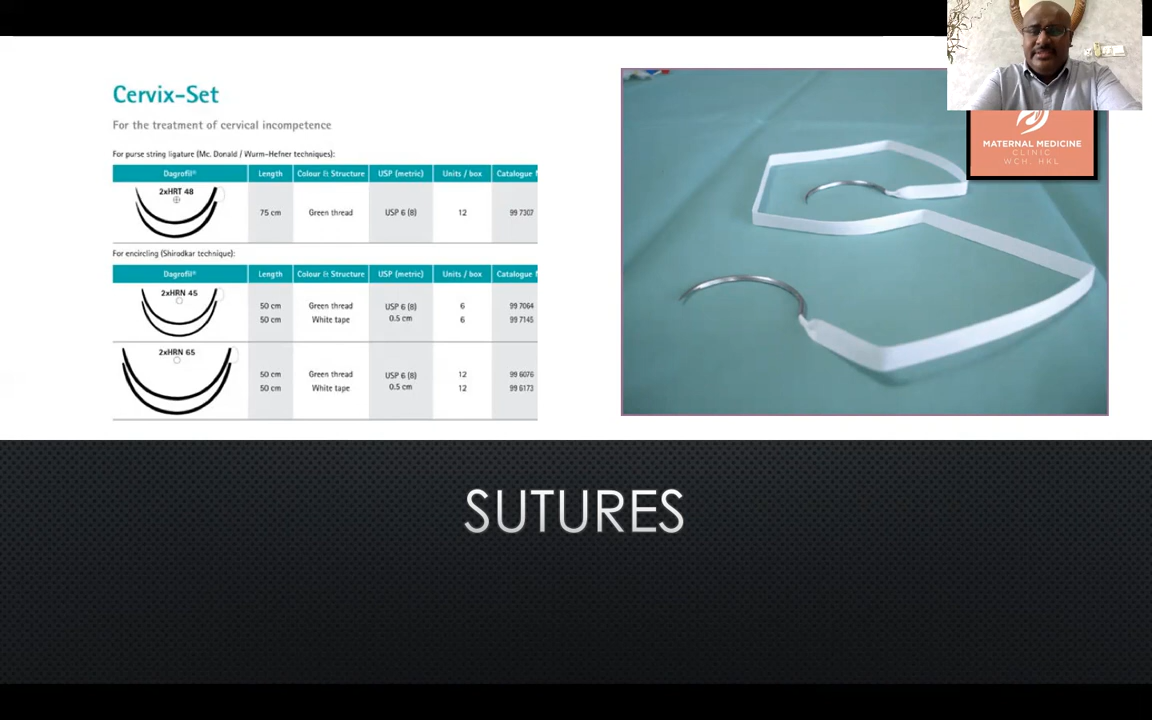 Cervix-Set
For the treatment of cervical incompetence
For purse string ligature (Mc. Donald / Wurm-Hefner techniques):
Dagrofil® Length Colour & Structure USP (metric) Units / box Catalogue
2xHRT 48
75 cm Green thread USP 6 (8) 12 99 7307
For encircling (Shirodkar technique):
Dagrofil® Length Colour & Structure USP (metric) Units / box Catalogue
2xHRN 45
50 cm Green thread USP 6 (8) 6 99 7064
50 cm White tape 0.5 cm 6 99 7145
2xHRN 65
50 cm Green thread USP 6 (8) 12 99 6076
50 cm White tape 0.5 cm 12 99 6173
MATERNAL MEDICINE
CLINIC
WCH, HKL
SUTURES